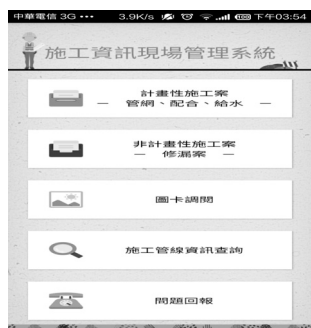 中華電信 3G ••• 3.9K/s 下午03:54
施工資訊現場管理系統
計畫性施工案
— 管網、配合、給水 —
非計畫性施工案
— 修漏案 —
圖卡調閱
施工管線資訊查詢
問題回報